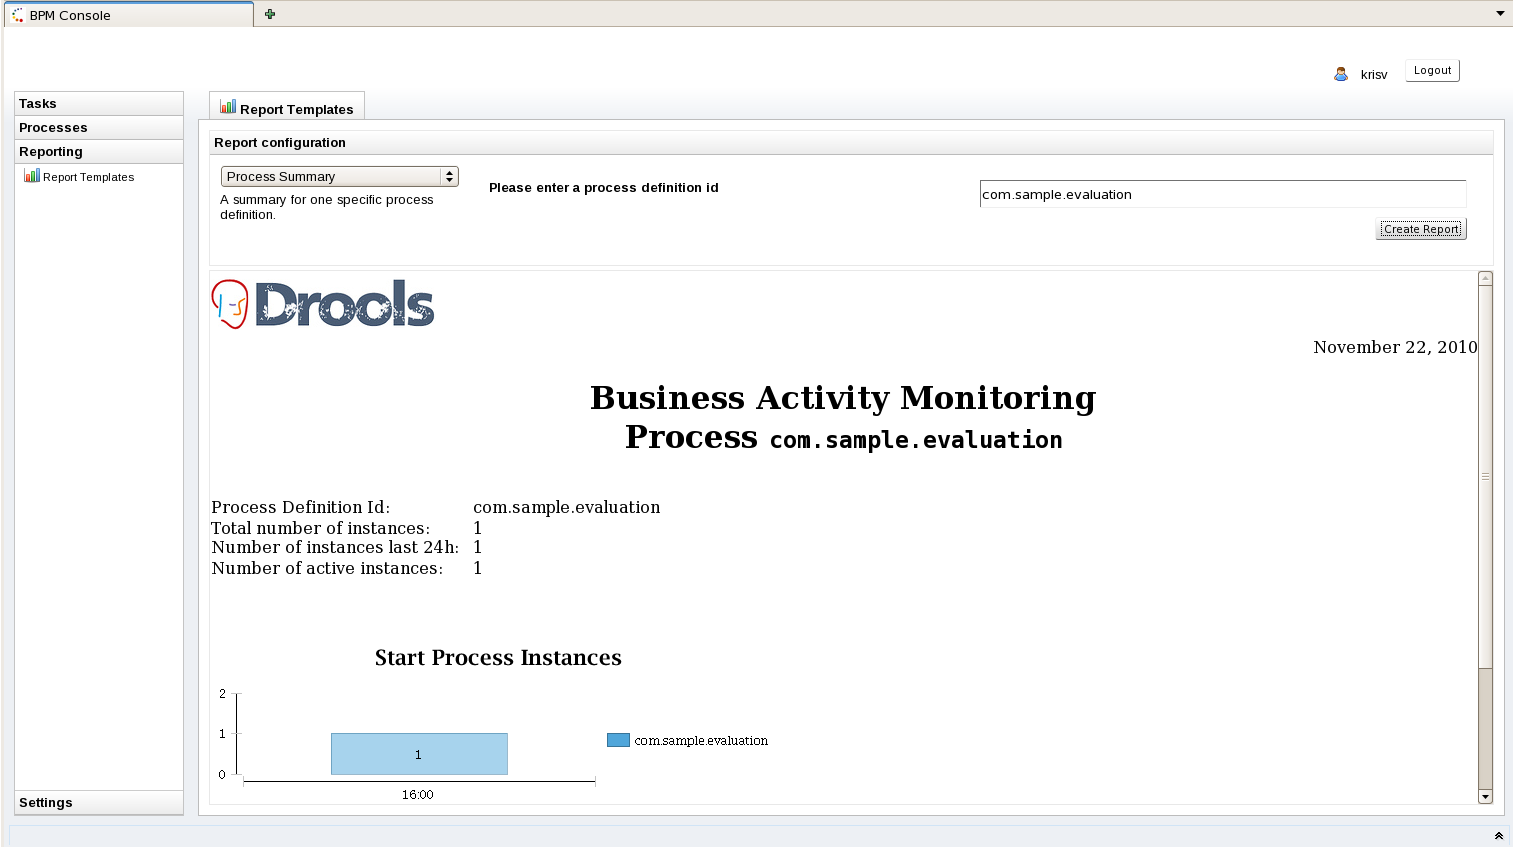 BPM Console
krisv
Logout
Tasks
Processes
Reporting
Report Templates
Settings
Report Templates
Report configuration
Process Summary
A summary for one specific process
definition.
Please enter a process definition id
com.sample.evaluation
Create Report
Drools
November 22, 2010
Business Activity Monitoring
Process com.sample.evaluation
Process Definition Id: com.sample.evaluation
Total number of instances: 1
Number of instances last 24h: 1
Number of active instances: 1
Start Process Instances
2
1
0
1
16:00
com.sample.evaluation